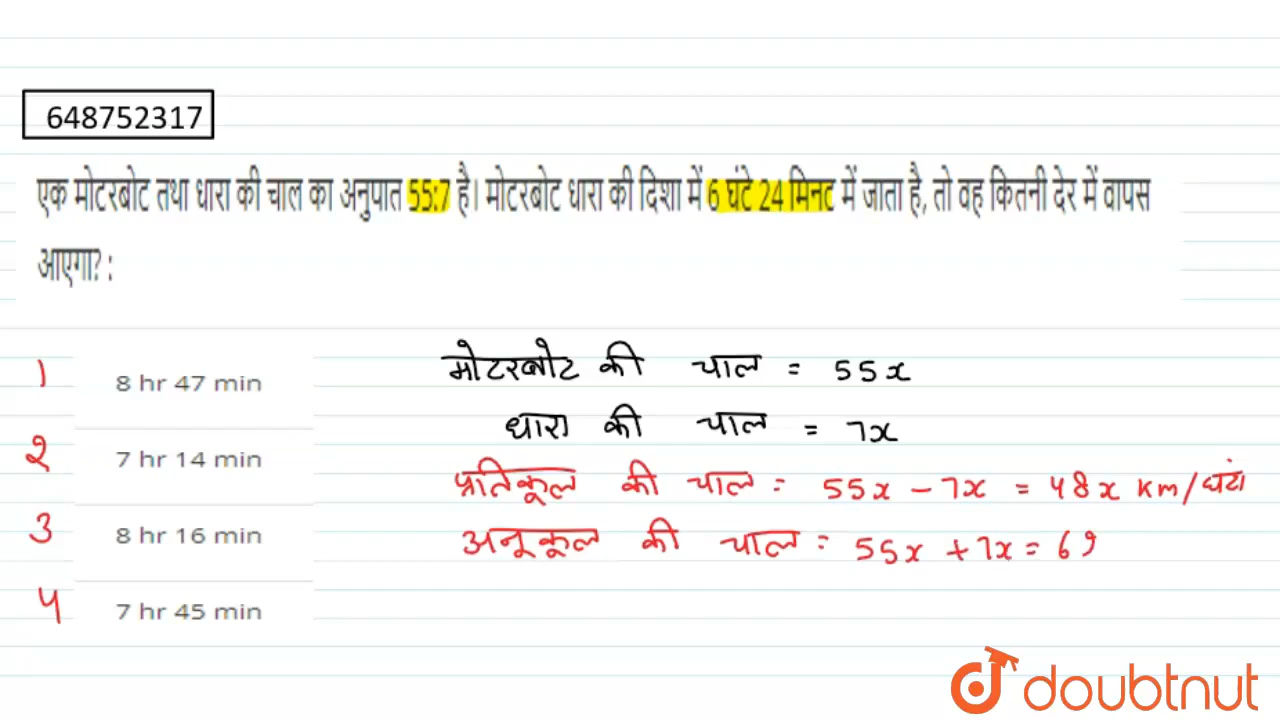 648752317
एक मोटरबोट तथा धारा की चाल का अनुपात 55:7 है। मोटरबोट धारा की दिशा में 6 घंटे 24 मिनट में जाता है, तो वह कितनी देर में वापस
आएगा? :
1 8 hr 47 min
2 7 hr 14 min
3 8 hr 16 min
4 7 hr 45 min
मोटरबोट की चाल = 55x
धारा की चाल = 7x
प्रतिकूल की चाल = 55x - 7x = 48x Km/घंटा
अनूकूल की चाल = 55x + 7x = 6
doubtnut